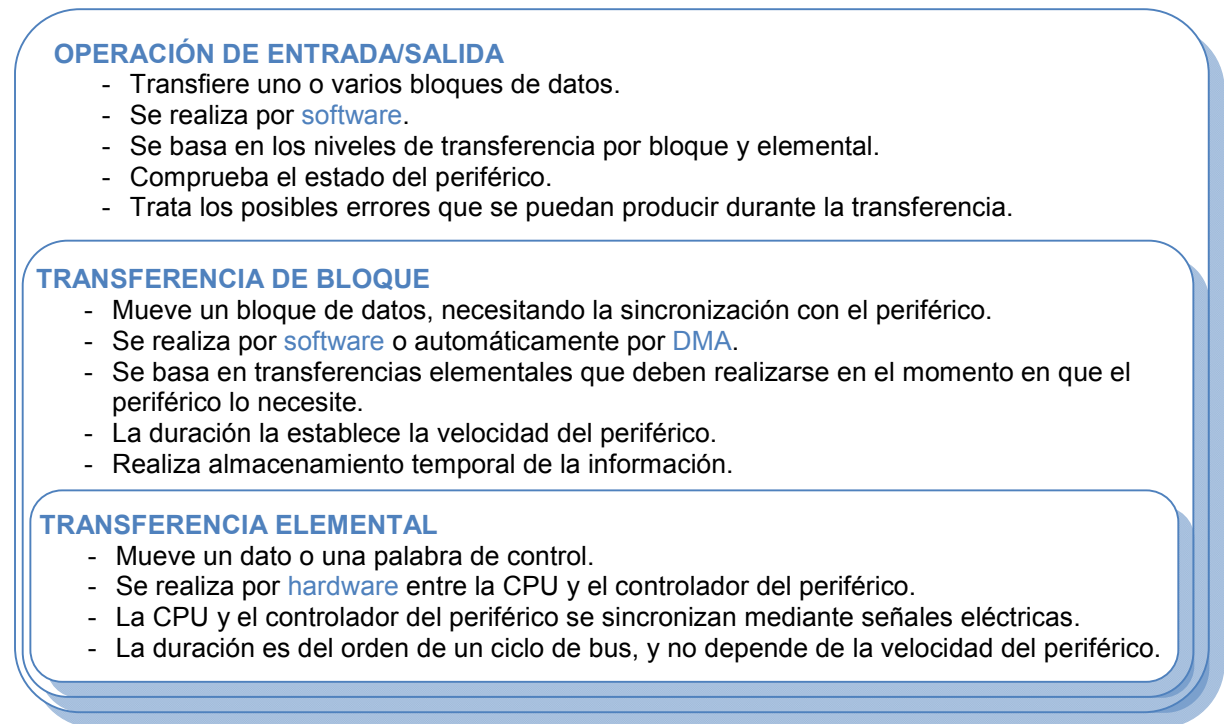 OPERACIÓN DE ENTRADA/SALIDA
- Transfiere uno o varios bloques de datos.
- Se realiza por software.
- Se basa en los niveles de transferencia por bloque y elemental.
- Comprueba el estado del periférico.
- Trata los posibles errores que se puedan producir durante la transferencia.
TRANSFERENCIA DE BLOQUE
- Mueve un bloque de datos, necesitando la sincronización con el periférico.
- Se realiza por software o automáticamente por DMA.
- Se basa en transferencias elementales que deben realizarse en el momento en que el
periférico lo necesite.
- La duración la establece la velocidad del periférico.
- Realiza almacenamiento temporal de la información.
TRANSFERENCIA ELEMENTAL
- Mueve un dato o una palabra de control.
- Se realiza por hardware entre la CPU y el controlador del periférico.
- La CPU y el controlador del periférico se sincronizan mediante señales eléctricas.
- La duración es del orden de un ciclo de bus, y no depende de la velocidad del periférico.